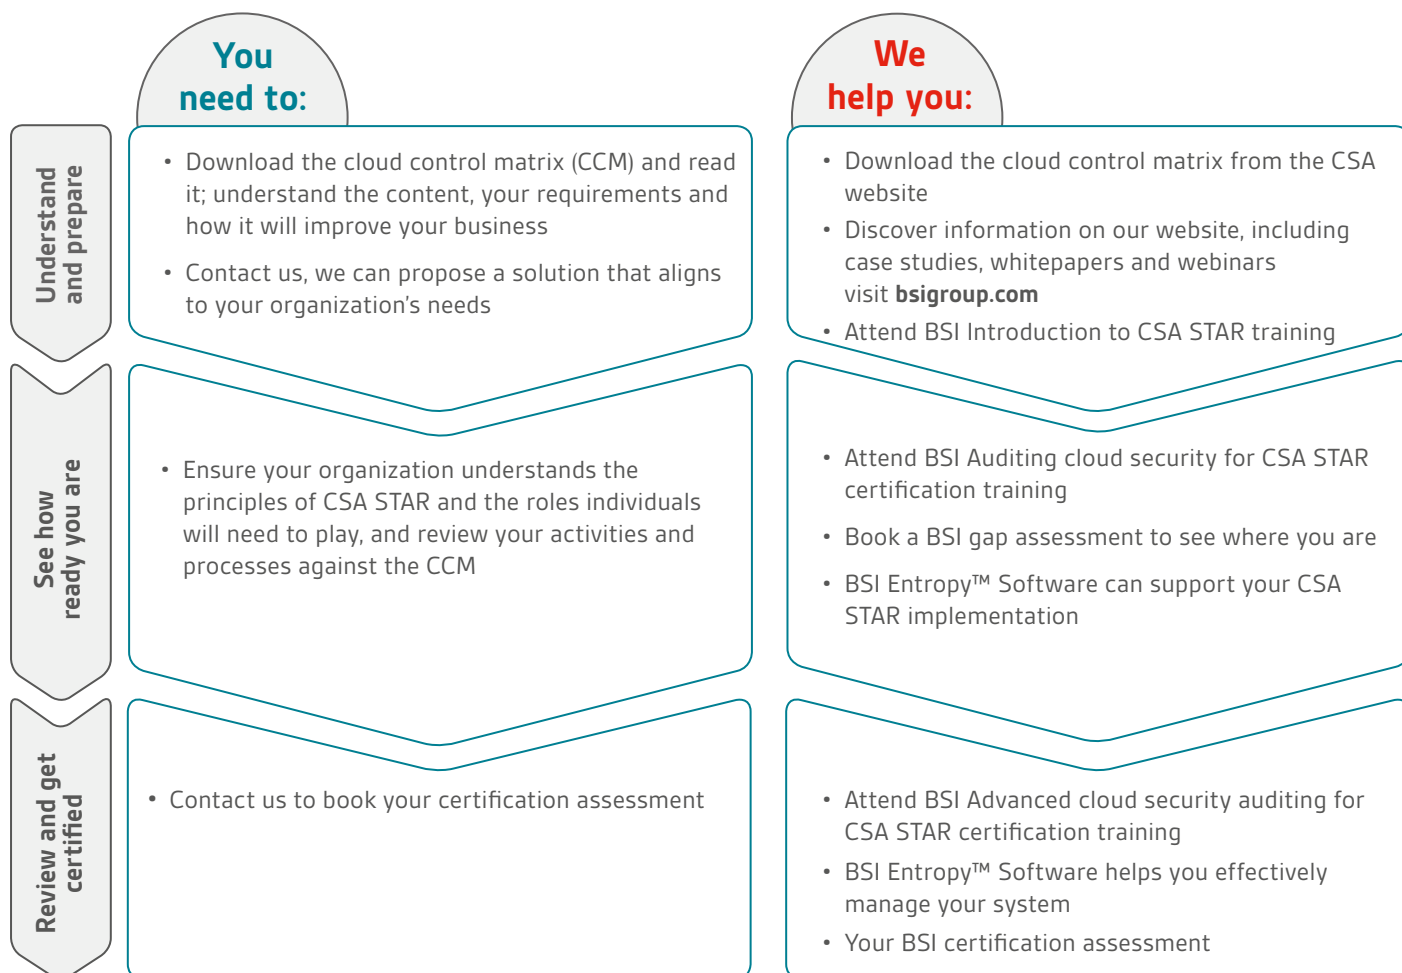 You
need to:
We
help you:
Understand
and prepare
• Download the cloud control matrix (CCM) and read
it; understand the content, your requirements and
how it will improve your business
• Contact us, we can propose a solution that aligns
to your organization’s needs
• Download the cloud control matrix from the CSA
website
• Discover information on our website, including
case studies, whitepapers and webinars
visit bsigroup.com
• Attend BSI Introduction to CSA STAR training
See how
ready you are
• Ensure your organization understands the
principles of CSA STAR and the roles individuals
will need to play, and review your activities and
processes against the CCM
• Attend BSI Auditing cloud security for CSA STAR
certification training
• Book a BSI gap assessment to see where you are
• BSI Entropy™ Software can support your CSA
STAR implementation
Review and get
certified
• Contact us to book your certification assessment
• Attend BSI Advanced cloud security auditing for
CSA STAR certification training
• BSI Entropy™ Software helps you effectively
manage your system
• Your BSI certification assessment